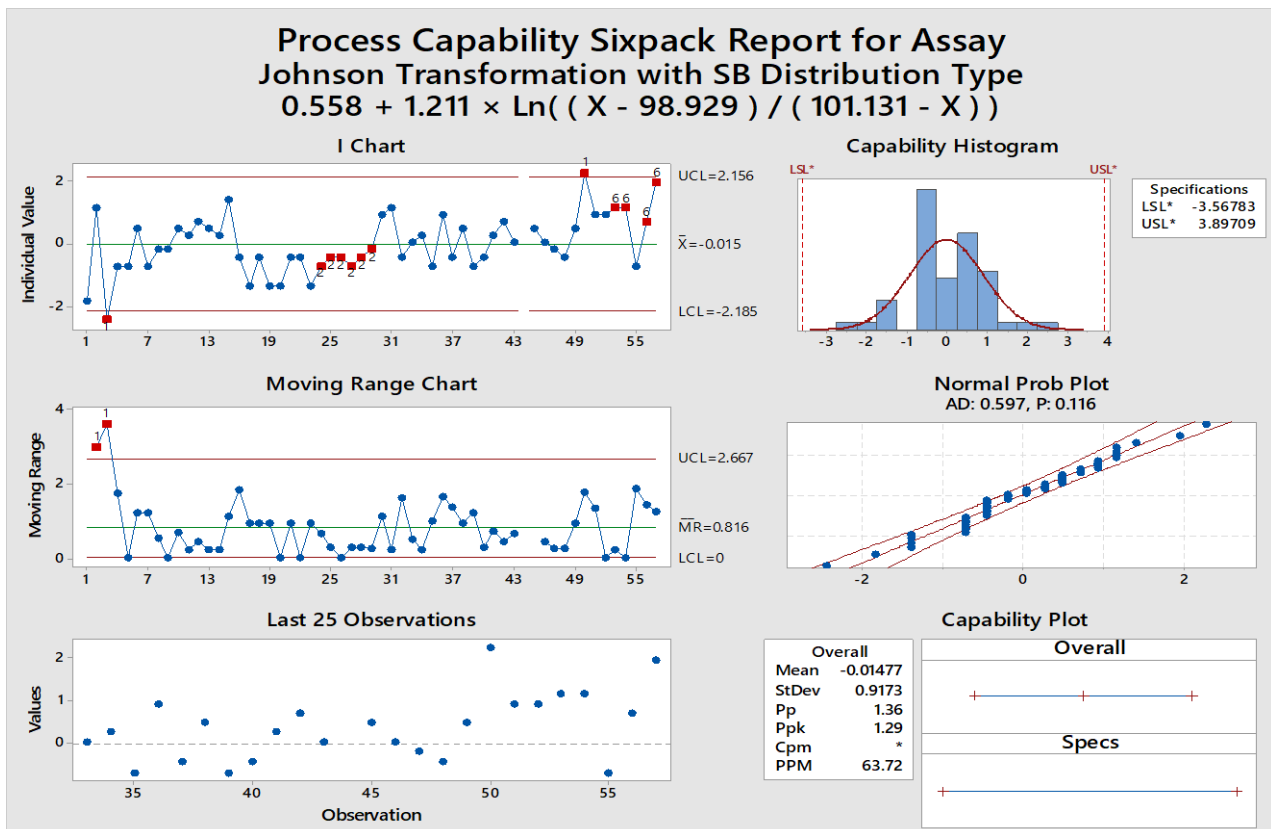 Process Capability Sixpack Report for Assay
Johnson Transformation with SB Distribution Type
0.558 + 1.211 × Ln( ( X - 98.929 ) / ( 101.131 - X ) )
I Chart
Individual Value
2
0
-2
1
1
2
2
2
2
2
2
6
6
6
6
UCL=2.156
X̄=-0.015
LCL=-2.185
1 7 13 19 25 31 37 43 49 55
Capability Histogram
LSL* USL*
-3 -2 -1 0 1 2 3 4
Specifications
LSL* -3.56783
USL* 3.89709
Moving Range Chart
Moving Range
4
2
0
1
1
UCL=2.667
M̅R̅=0.816
LCL=0
1 7 13 19 25 31 37 43 49 55
Normal Prob Plot
AD: 0.597, P: 0.116
-2 0 2
Last 25 Observations
Values
2
1
0
35 40 45 50 55
Observation
Capability Plot
Overall
Mean -0.01477
StDev 0.9173
Pp 1.36
Ppk 1.29
Cpm *
PPM 63.72
Overall
Specs